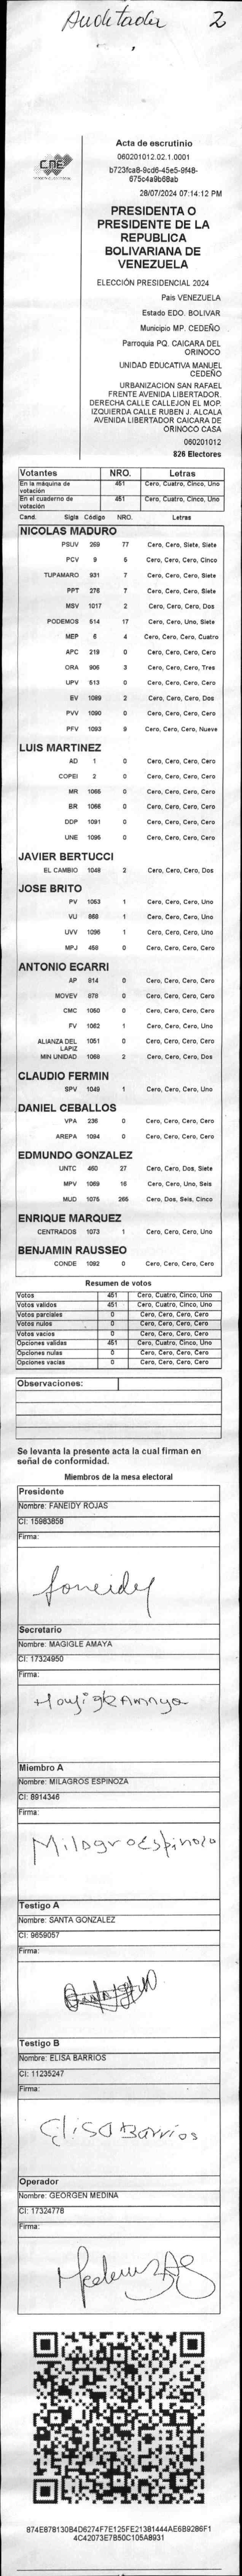 Auditada 2
CNE
Acta de escrutinio
060201012.02.1.0001
b723fca8-9cd6-45e5-9f48-
675c4a9b68ab
28/07/2024 07:14:12 PM
PRESIDENTA O
PRESIDENTE DE LA
REPUBLICA
BOLIVARIANA DE
VENEZUELA
ELECCIÓN PRESIDENCIAL 2024
Pais VENEZUELA
Estado EDO. BOLIVAR
Municipio MP. CEDEÑO
Parroquia PQ. CAICARA DEL
ORINOCO
UNIDAD EDUCATIVA MANUEL
CEDEÑO
URBANIZACION SAN RAFAEL
FRENTE AVENIDA LIBERTADOR.
DERECHA CALLE CALLEJON EL MOP.
IZQUIERDA CALLE RUBEN J. ALCALA
AVENIDA LIBERTADOR CAICARA DE
ORINOCO CASA
060201012
826 Electores
Votantes NRO. Letras
En la máquina de votación 451 Cero, Cuatro, Cinco, Uno
En el cuaderno de votación 451 Cero, Cuatro, Cinco, Uno
Cand. Sigla Código NRO. Letras
NICOLAS MADURO
PSUV 269 77 Cero, Cero, Siete, Siete
PCV 9 5 Cero, Cero, Cero, Cinco
TUPAMARO 931 7 Cero, Cero, Cero, Siete
PPT 276 7 Cero, Cero, Cero, Siete
MSV 1017 2 Cero, Cero, Cero, Dos
PODEMOS 514 17 Cero, Cero, Uno, Siete
MEP 6 4 Cero, Cero, Cero, Cuatro
APC 219 0 Cero, Cero, Cero, Cero
ORA 906 3 Cero, Cero, Cero, Tres
UPV 513 0 Cero, Cero, Cero, Cero
EV 1089 2 Cero, Cero, Cero, Dos
PVV 1090 0 Cero, Cero, Cero, Cero
PFV 1093 9 Cero, Cero, Cero, Nueve
LUIS MARTINEZ
AD 1 0 Cero, Cero, Cero, Cero
COPEI 2 0 Cero, Cero, Cero, Cero
MR 1065 0 Cero, Cero, Cero, Cero
BR 1066 0 Cero, Cero, Cero, Cero
DDP 1091 0 Cero, Cero, Cero, Cero
UNE 1095 0 Cero, Cero, Cero, Cero
JAVIER BERTUCCI
EL CAMBIO 1048 2 Cero, Cero, Cero, Dos
JOSE BRITO
PV 1053 1 Cero, Cero, Cero, Uno
VU 868 1 Cero, Cero, Cero, Uno
UVV 1096 1 Cero, Cero, Cero, Uno
MPJ 458 0 Cero, Cero, Cero, Cero
ANTONIO ECARRI
AP 814 0 Cero, Cero, Cero, Cero
MOVEV 978 0 Cero, Cero, Cero, Cero
CMC 1050 0 Cero, Cero, Cero, Cero
FV 1062 1 Cero, Cero, Cero, Uno
ALIANZA DEL LAPIZ 1051 0 Cero, Cero, Cero, Cero
MIN UNIDAD 1068 2 Cero, Cero, Cero, Dos
CLAUDIO FERMIN
SPV 1049 1 Cero, Cero, Cero, Uno
DANIEL CEBALLOS
VPA 236 0 Cero, Cero, Cero, Cero
AREPA 1094 0 Cero, Cero, Cero, Cero
EDMUNDO GONZALEZ
UNTC 460 27 Cero, Cero, Dos, Siete
MPV 1069 16 Cero, Cero, Uno, Seis
MUD 1075 265 Cero, Dos, Seis, Cinco
ENRIQUE MARQUEZ
CENTRADOS 1073 1 Cero, Cero, Cero, Uno
BENJAMIN RAUSSEO
CONDE 1092 0 Cero, Cero, Cero, Cero
Resumen de votos
Votos 451 Cero, Cuatro, Cinco, Uno
Votos validos 451 Cero, Cuatro, Cinco, Uno
Votos parciales 0 Cero, Cero, Cero, Cero
Votos nulos 0 Cero, Cero, Cero, Cero
Votos vacios 0 Cero, Cero, Cero, Cero
Opciones validas 451 Cero, Cuatro, Cinco, Uno
Opciones nulas 0 Cero, Cero, Cero, Cero
Opciones vacias 0 Cero, Cero, Cero, Cero
Observaciones:
Se levanta la presente acta la cual firman en
señal de conformidad.
Miembros de la mesa electoral
Presidente
Nombre: FANEIDY ROJAS
CI: 15983858
Firma:
Faneidy
Secretario
Nombre: MAGIGLE AMAYA
CI: 17324950
Firma:
Miembro A
Nombre: MILAGROS ESPINOZA
CI: 8914346
Firma:
Milagro Espinoza
Testigo A
Nombre: SANTA GONZALEZ
CI: 9659057
Firma:
Testigo B
Nombre: ELISA BARRIOS
CI: 11235247
Firma:
Elisa Barrios
Operador
Nombre: GEORGEN MEDINA
CI: 17324778
Firma:
874E878130B4D6274F7E125FE21381444AE6B9286F1
4C42073E7B50C105A8931